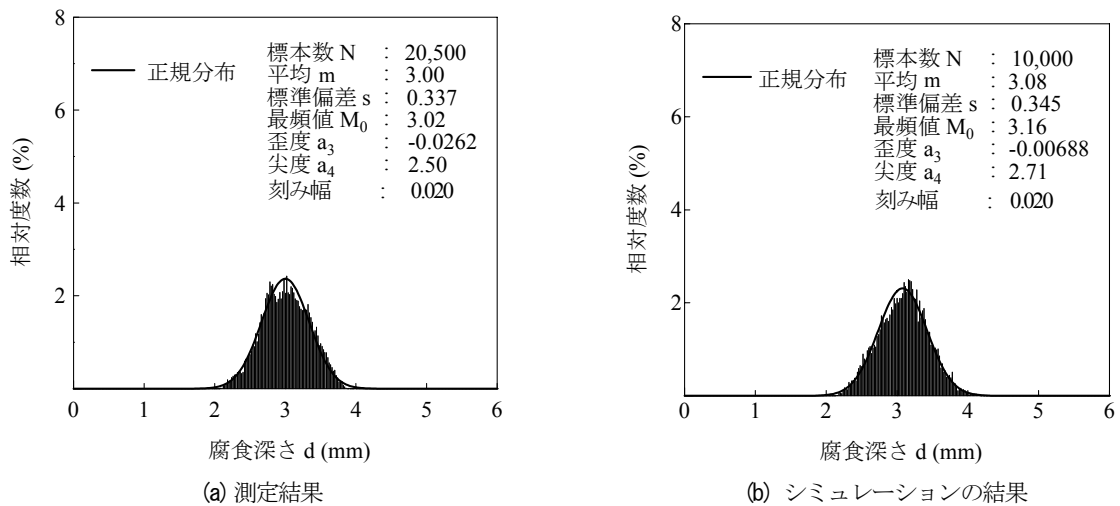 8
6
4
2
0 1 2 3 4 5 6
相対度数 (%)
腐食深さ d (mm)
正規分布
標本数 N : 20,500
平均 m : 3.00
標準偏差 s : 0.337
最頻値 M0 : 3.02
歪度 a3 : -0.0262
尖度 a4 : 2.50
刻み幅 : 0.020
(a) 測定結果
8
6
4
2
0 1 2 3 4 5 6
相対度数 (%)
腐食深さ d (mm)
正規分布
標本数 N : 10,000
平均 m : 3.08
標準偏差 s : 0.345
最頻値 M0 : 3.16
歪度 a3 : -0.00688
尖度 a4 : 2.71
刻み幅 : 0.020
(b) シミュレーションの結果